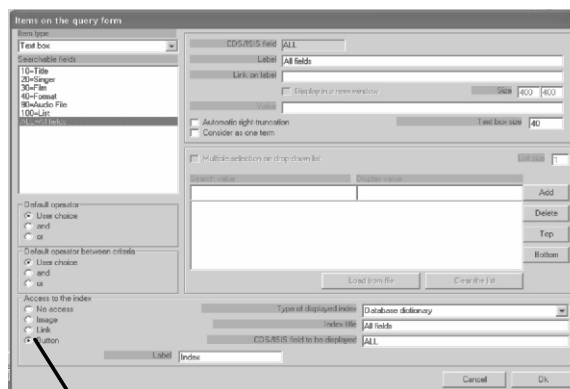 Items on the query form
Item type
Text box
Searchable fields
10=Title
20=Singer
30=Film
40=Format
90=Audio File
100=List
ALL=All fields
Default operator
User choice
and
or
Default operator between criteria
User choice
and
or
Access to the index
No access
Image
Link
Button
CDS/ISIS field ALL
Label All fields
Link on label
Display in a new window Size 400 400
Value
Automatic right truncation Text box size 40
Consider as one term
Multiple selection on drop down list List size 1
Search value Display value
Add
Delete
Top
Bottom
Load from file Clear the list
Type of displayed index Database dictionary
Index title All fields
CDS/ISIS field to be displayed ALL
Label Index
Cancel Ok